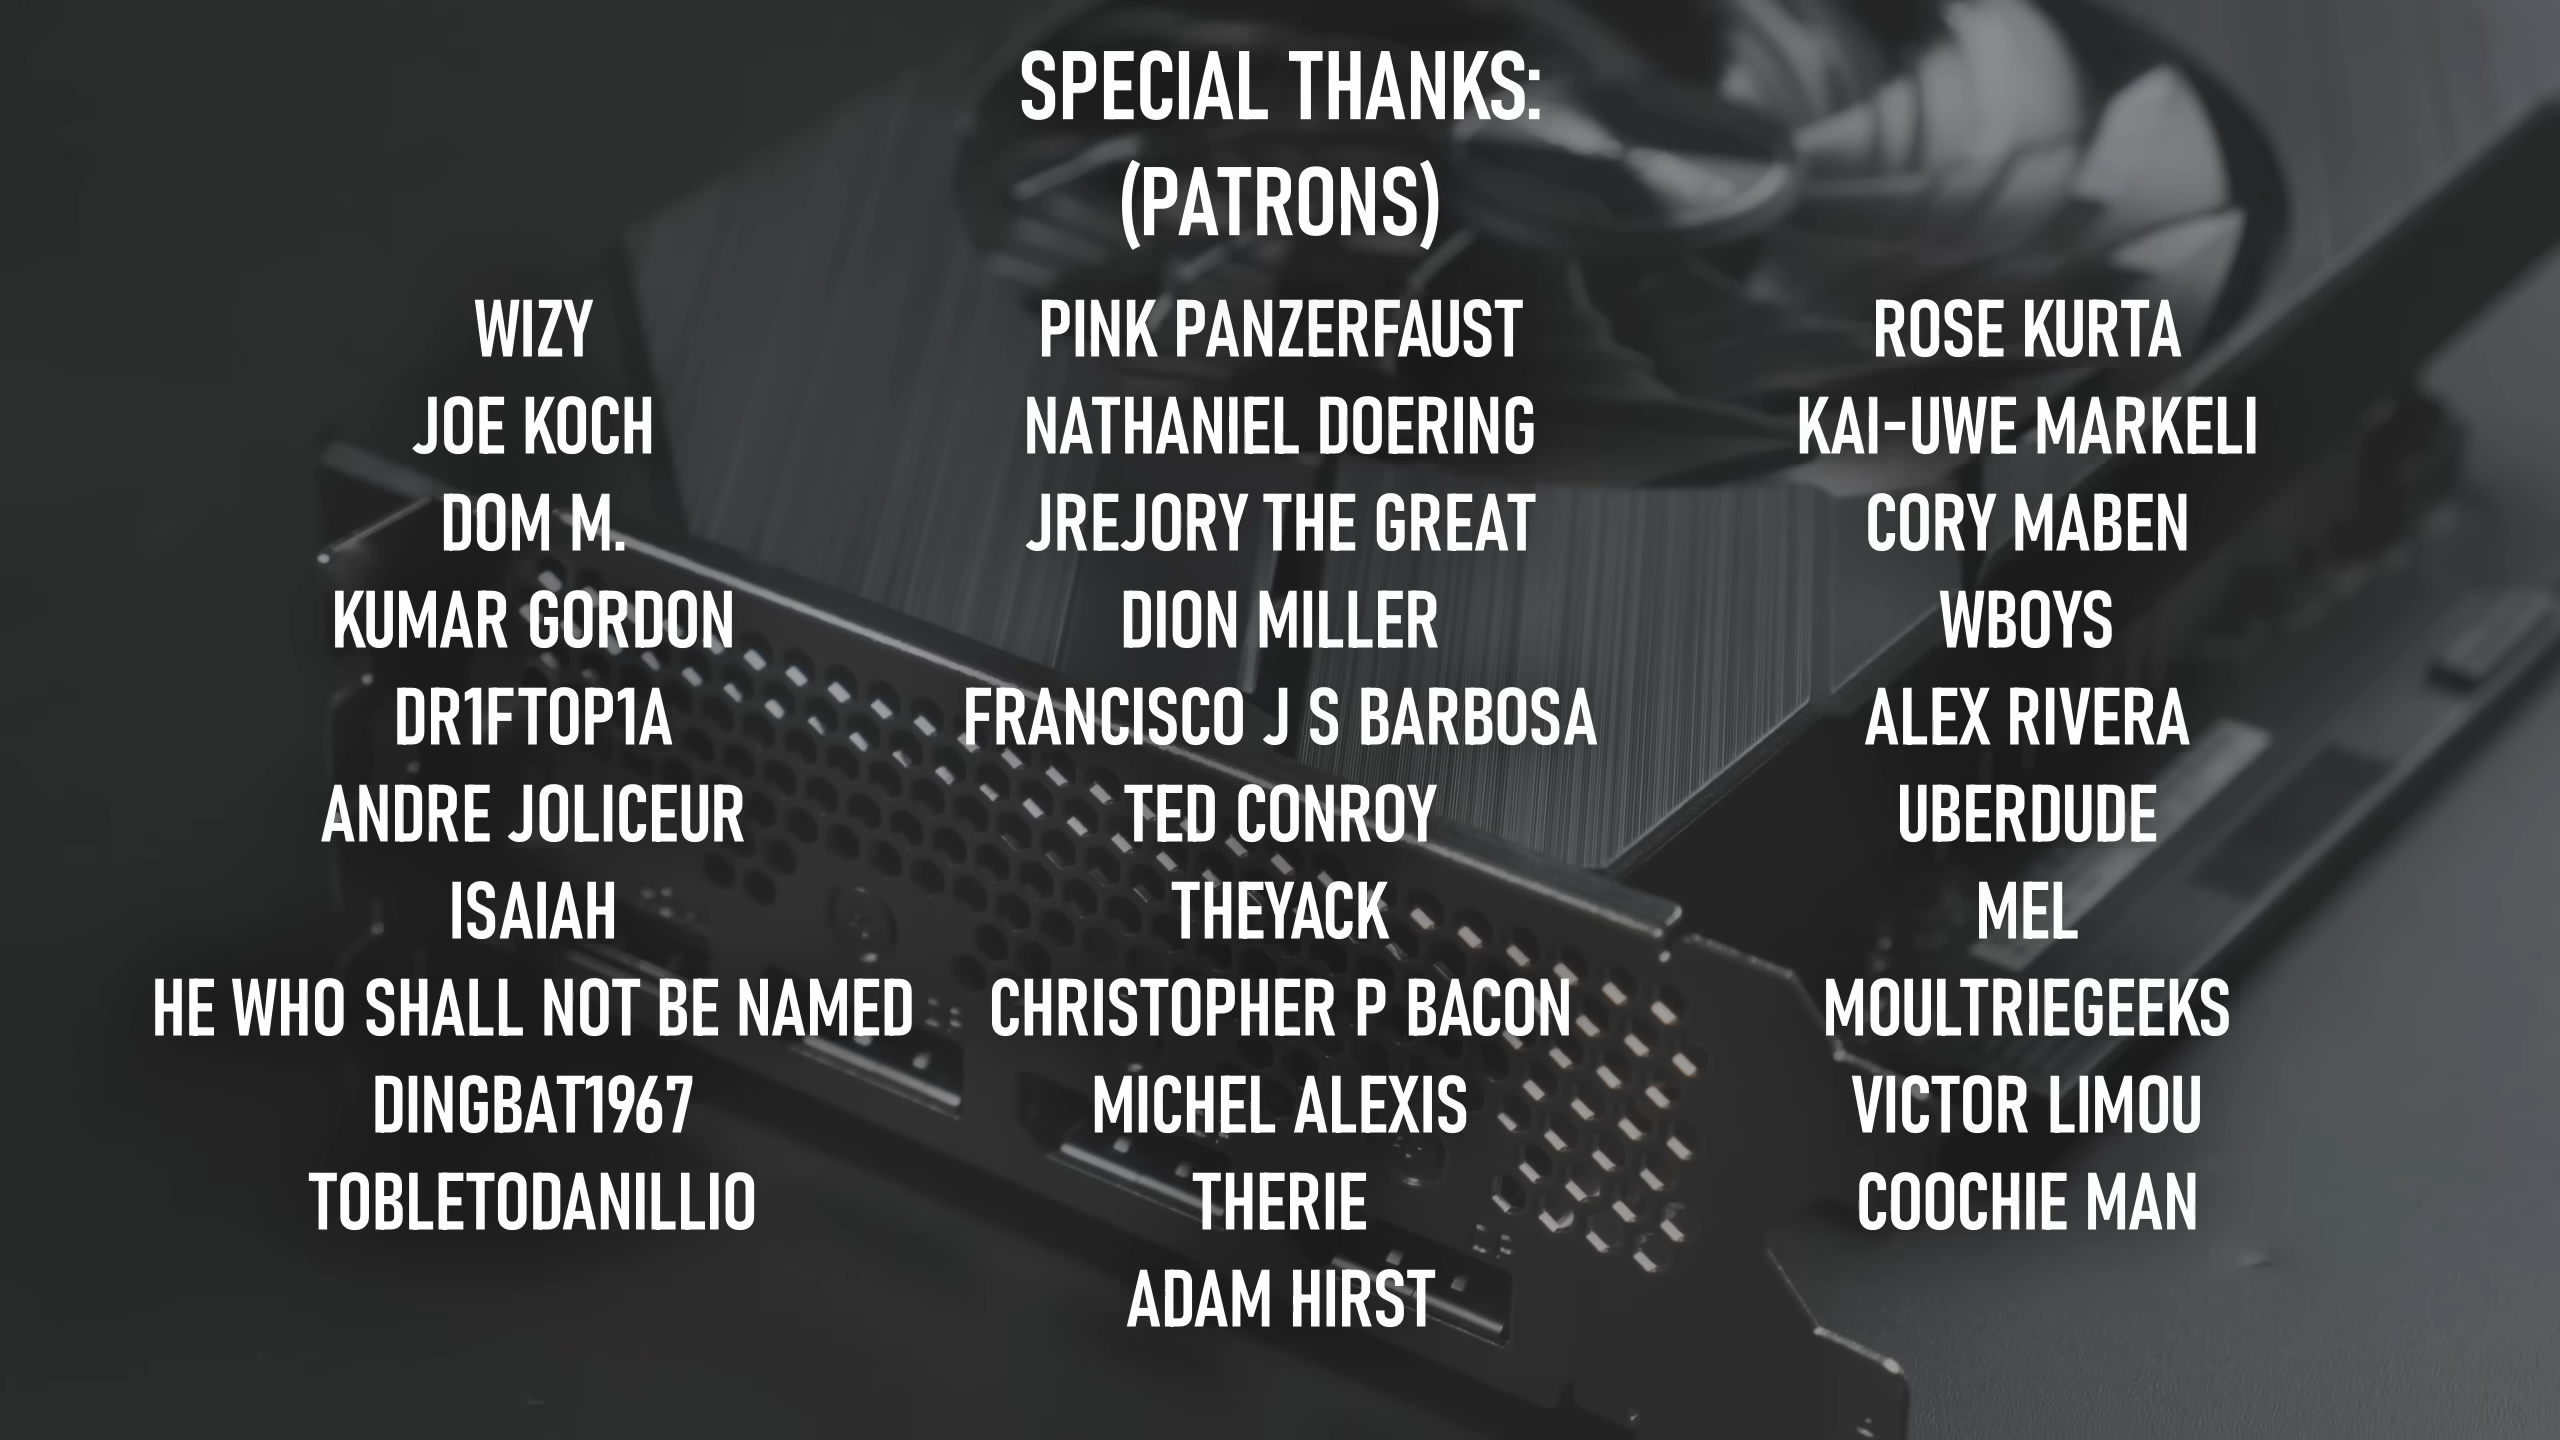 SPECIAL THANKS:
(PATRONS)
WIZY
JOE KOCH
DOM M.
KUMAR GORDON
DR1FTOP1A
ANDRE JOLICEUR
ISAIAH
HE WHO SHALL NOT BE NAMED
DINGBAT1967
TOBLETODANILLIO
PINK PANZERFAUST
NATHANIEL DOERING
JREJORY THE GREAT
DION MILLER
FRANCISCO J S BARBOSA
TED CONROY
THEYACK
CHRISTOPHER P BACON
MICHEL ALEXIS
THERIE
ADAM HIRST
ROSE KURTA
KAI-UWE MARKELI
CORY MABEN
WBOYS
ALEX RIVERA
UBERDUDE
MEL
MOULTRIEGEEKS
VICTOR LIMOU
COOCHIE MAN